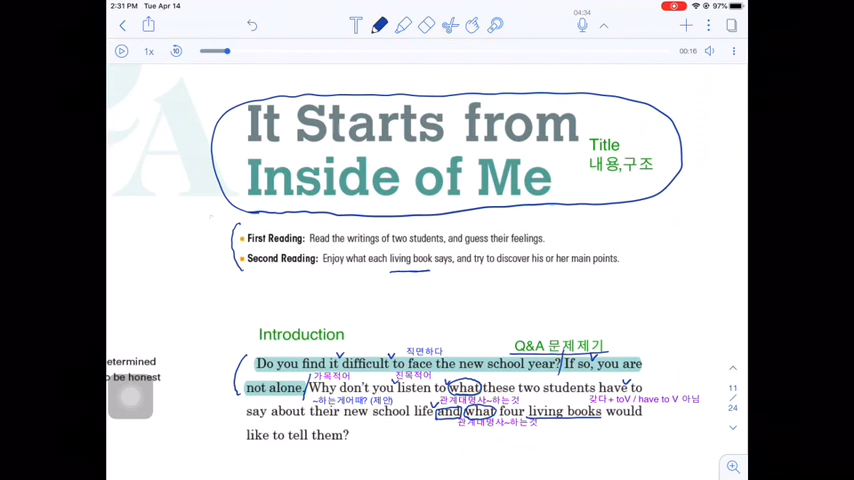 2:31 PM Tue Apr 14
97%
04:34
1x
10
00:16
It Starts from
Inside of Me
Title
내용,구조
First Reading: Read the writings of two students, and guess their feelings.
Second Reading: Enjoy what each living book says, and try to discover his or her main points.
Introduction
Q&A 문제제기
직면하다
etermined
o be honest
Do you find it difficult to face the new school year? If so, you are
가목적어
진목적어
not alone. Why don't you listen to what these two students have to
~하는게어때? (제안)
관계대명사~하는것
갖다 + toV / have to V 아님
say about their new school life and what four living books would
관계대명사~하는것
like to tell them?
11
24